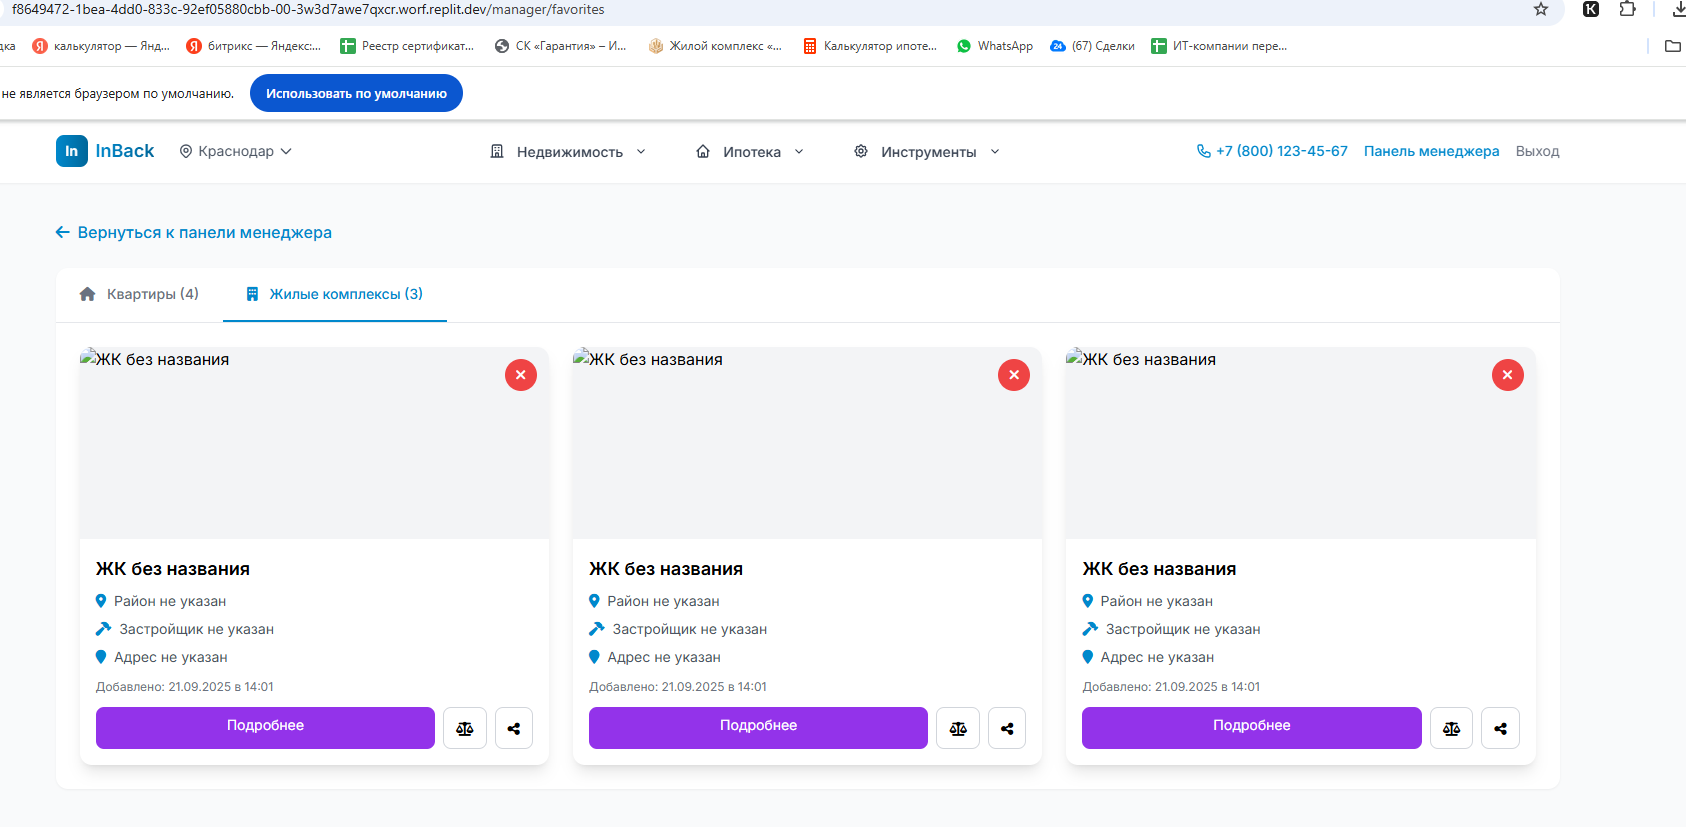 f8649472-1bea-4dd0-833c-92ef05880cbb-00-3w3d7awe7qxcr.worf.replit.dev/manager/favorites
дка калькулятор — Янд... битрикс — Яндекс:... Реестр сертификат... СК «Гарантия» – И... Жилой комплекс «... Калькулятор ипоте... WhatsApp (67) Сделки ИТ-компании пере...
не является браузером по умолчанию. Использовать по умолчанию
In InBack Краснодар Недвижимость Ипотека Инструменты +7 (800) 123-45-67 Панель менеджера Выход
Вернуться к панели менеджера
Квартиры (4) Жилые комплексы (3)
ЖК без названия ЖК без названия ЖК без названия
ЖК без названия ЖК без названия ЖК без названия
Район не указан Район не указан Район не указан
Застройщик не указан Застройщик не указан Застройщик не указан
Адрес не указан Адрес не указан Адрес не указан
Добавлено: 21.09.2025 в 14:01 Добавлено: 21.09.2025 в 14:01 Добавлено: 21.09.2025 в 14:01
Подробнее Подробнее Подробнее